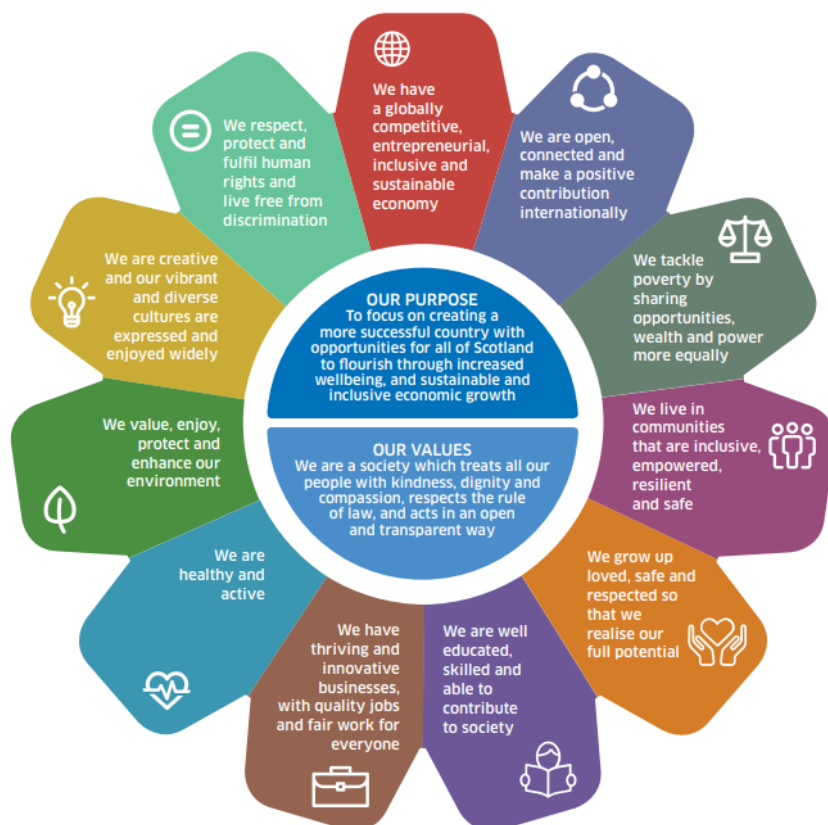 We have
a globally
competitive,
entrepreneurial,
inclusive and
sustainable
economy
We are open,
connected and
make a positive
contribution
internationally
We tackle
poverty by
sharing
opportunities,
wealth and power
more equally
We live in
communities
that are inclusive,
empowered,
resilient
and safe
We grow up
loved, safe and
respected so
that we
realise our
full potential
We are well
educated,
skilled and
able to
contribute
to society
We have
thriving and
innovative
businesses,
with quality jobs
and fair work for
everyone
We are
healthy and
active
We value, enjoy,
protect and
enhance our
environment
We are creative
and our vibrant
and diverse
cultures are
expressed and
enjoyed widely
We respect,
protect and
fulfil human
rights and
live free from
discrimination
OUR PURPOSE
To focus on creating a
more successful country with
opportunities for all of Scotland
to flourish through increased
wellbeing, and sustainable and
inclusive economic growth
OUR VALUES
We are a society which treats all our
people with kindness, dignity and
compassion, respects the rule
of law, and acts in an open
and transparent way